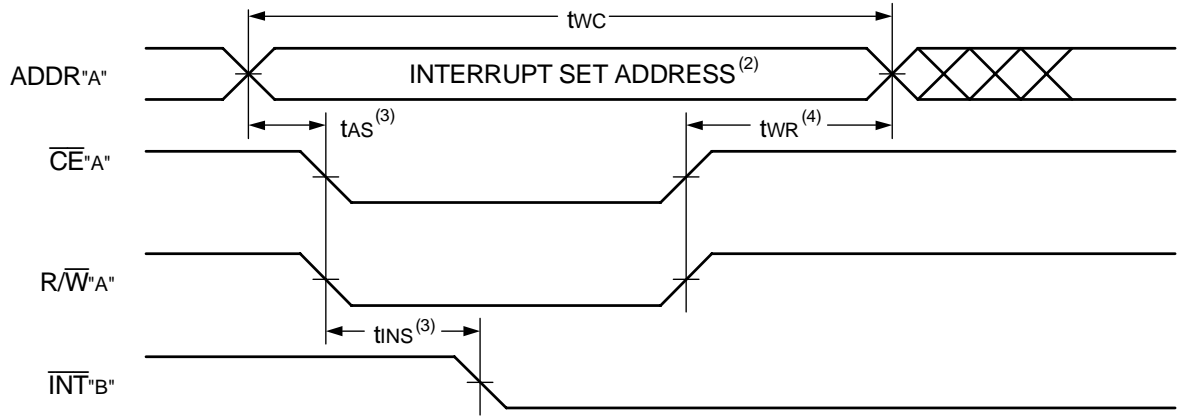 tWC
ADDR"A" INTERRUPT SET ADDRESS(2)
tAS(3) tWR(4)
CE"A"
R/W"A"
tINS(3)
INT"B"